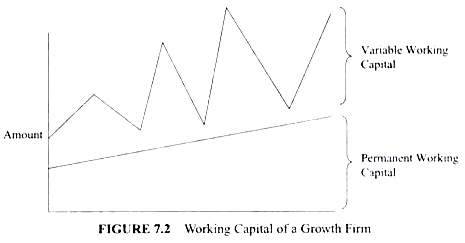 Variable Working
Capital
Amount
Permanent Working
Capital
FIGURE 7.2 Working Capital of a Growth Firm